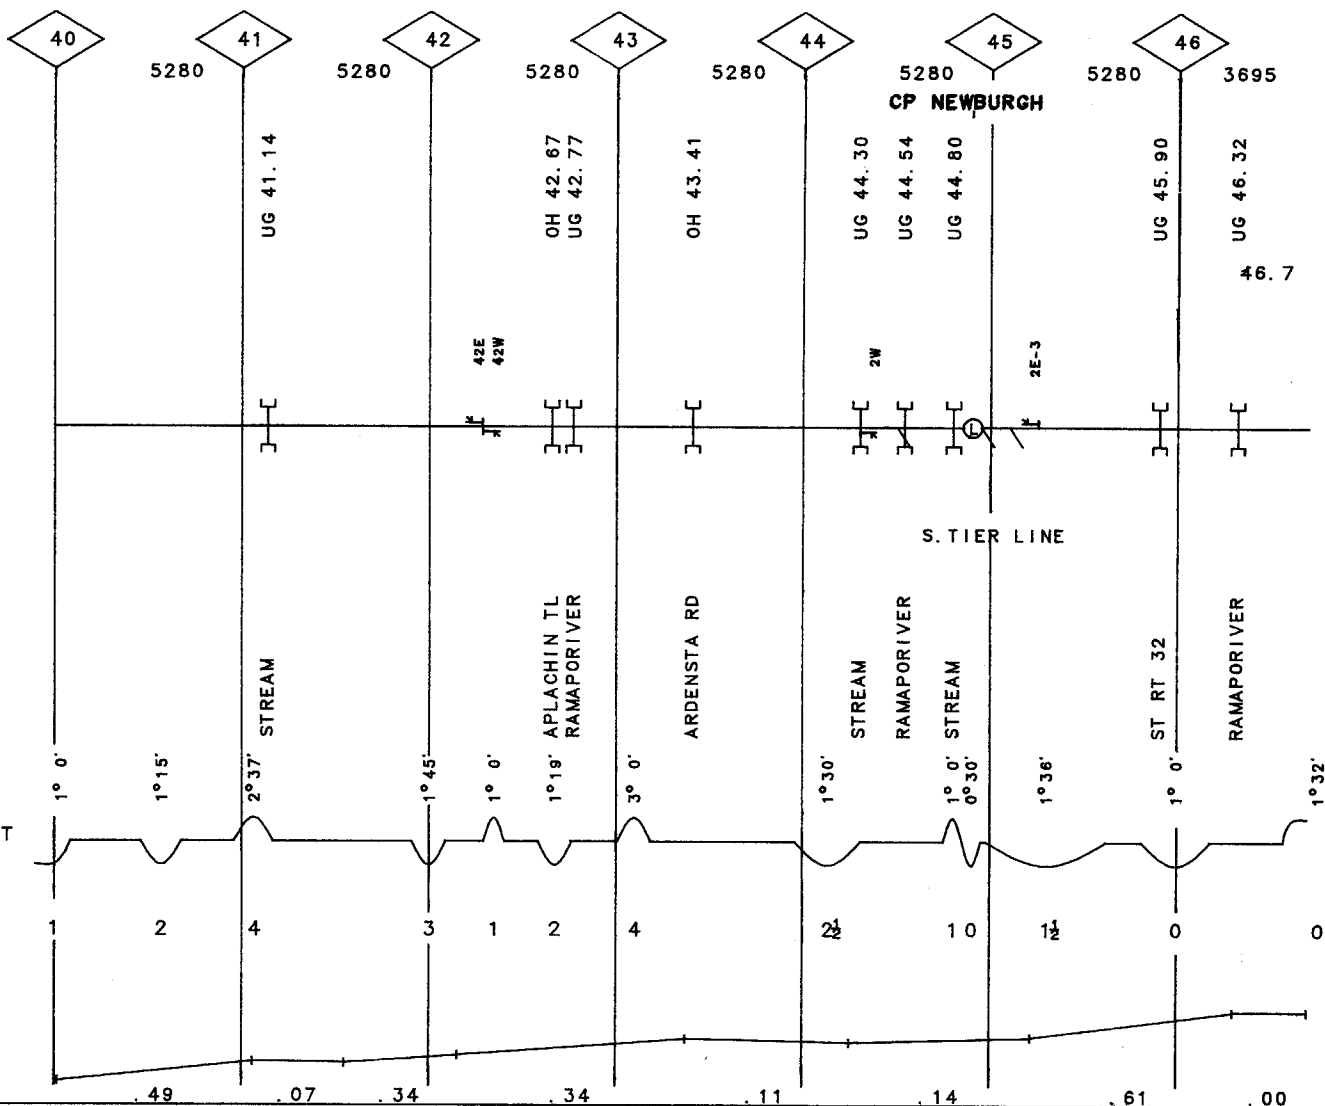 40 41 42 43 44 45 46
5280 5280 5280 5280 5280 5280 3695
CP NEWBURGH
UG 41.14
OH 42.67
UG 42.77
OH 43.41
UG 44.30
UG 44.54
UG 44.80
UG 45.90
UG 46.32
46.7
42E
42W
2W
2E-3
L
S. TIER LINE
STREAM
APLACHIN TL
RAMAPORIVER
ARDENSTA RD
STREAM
RAMAPORIVER
STREAM
ST RT 32
RAMAPORIVER
1° 0'
1°15'
2°37'
1°45'
1° 0'
1°19'
3° 0'
1°30'
1° 0'
0°30'
1°36'
1° 0'
1°32'
T
1 2 4 3 1 2 4 2½ 1 0 1½ 0 0
.49 .07 .34 .34 .11 .14 .61 .00